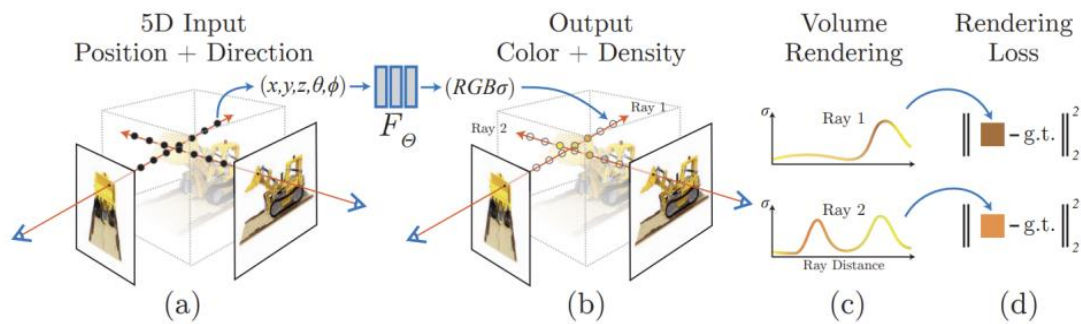 5D Input
Position + Direction
Output
Color + Density
Volume
Rendering
Rendering
Loss
(x,y,z,θ,ϕ)
F_Θ
(RGBσ)
Ray 1
Ray 2
σ
Ray 1
σ
Ray 2
Ray Distance
‖ - g.t. ‖²₂
‖ - g.t. ‖²₂
(a)
(b)
(c)
(d)